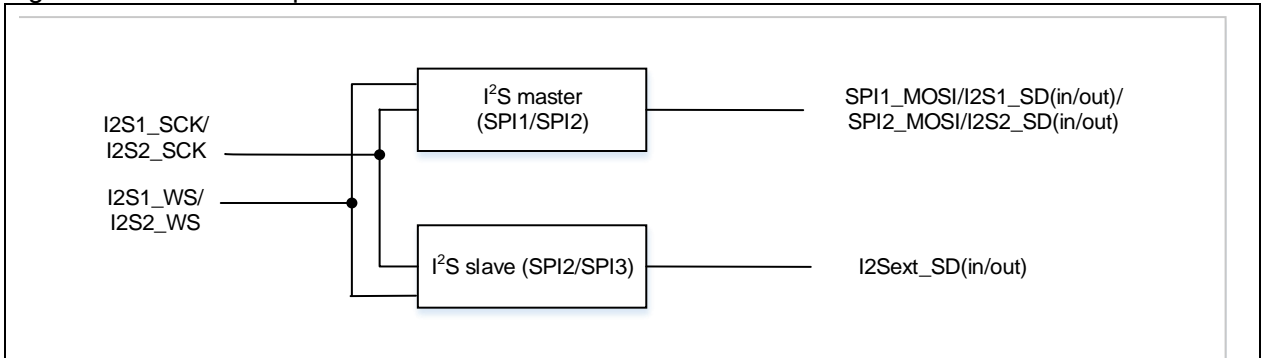 I2S1_SCK/
I2S2_SCK
I2S1_WS/
I2S2_WS
I²S master
(SPI1/SPI2)
SPI1_MOSI/I2S1_SD(in/out)/
SPI2_MOSI/I2S2_SD(in/out)
I²S slave (SPI2/SPI3)
I2Sext_SD(in/out)